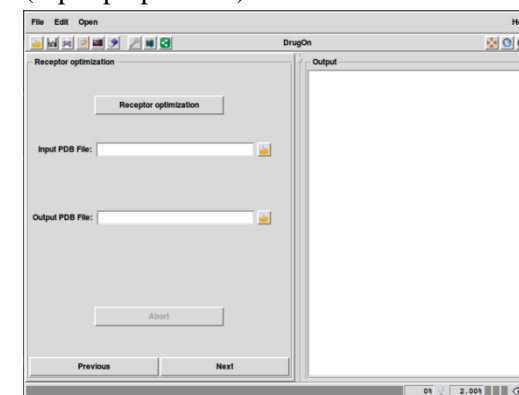 File Edit Open
DrugOn
Receptor optimization
Output
Receptor optimization
Input PDB File:
Output PDB File:
Abort
Previous Next
0% 2.00%